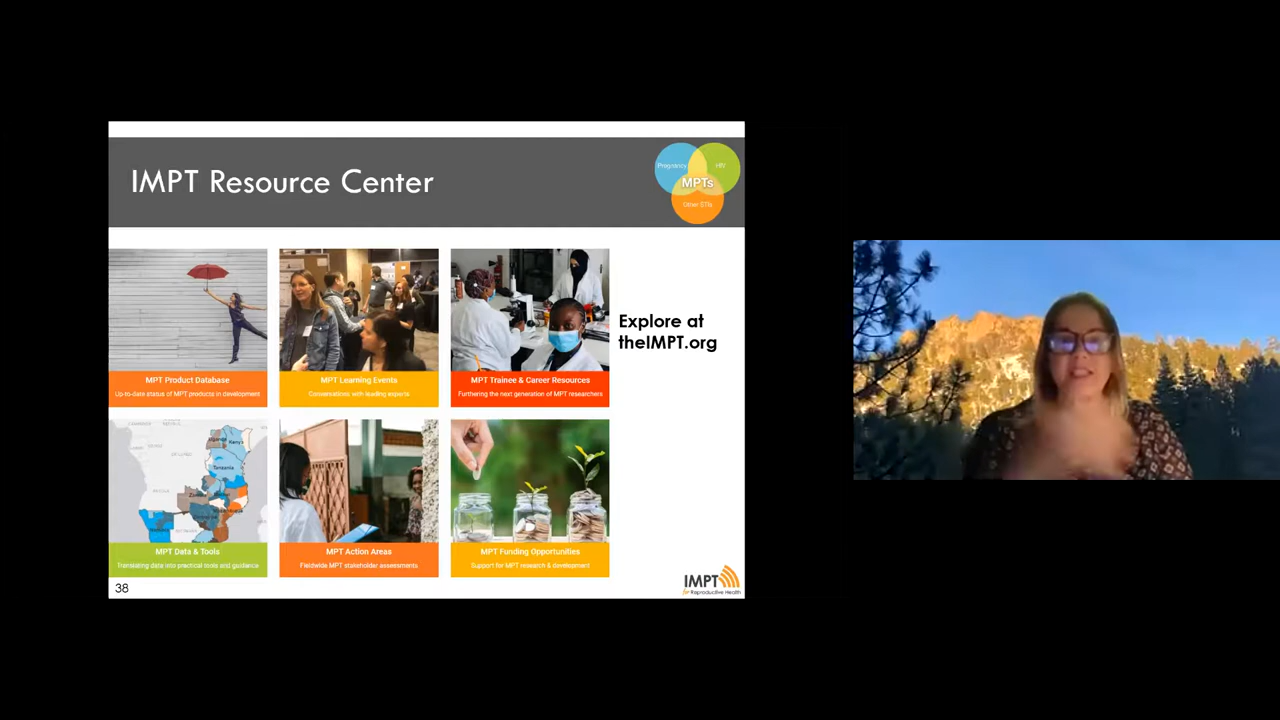 IMPT Resource Center
Pregnancy
HIV
MPTs
Other STIs
Explore at
theIMPT.org
MPT Product Database
Up-to-date status of MPT products in development
MPT Learning Events
Conversations with leading experts
MPT Trainee & Career Resources
Furthering the next generation of MPT researchers
Uganda
Kenya
Tanzania
MPT Data & Tools
Translating data into practical tools and guidance
MPT Action Areas
Fieldwide MPT stakeholder assessments
MPT Funding Opportunities
Support for MPT research & development
38
IMPT
for Reproductive Health